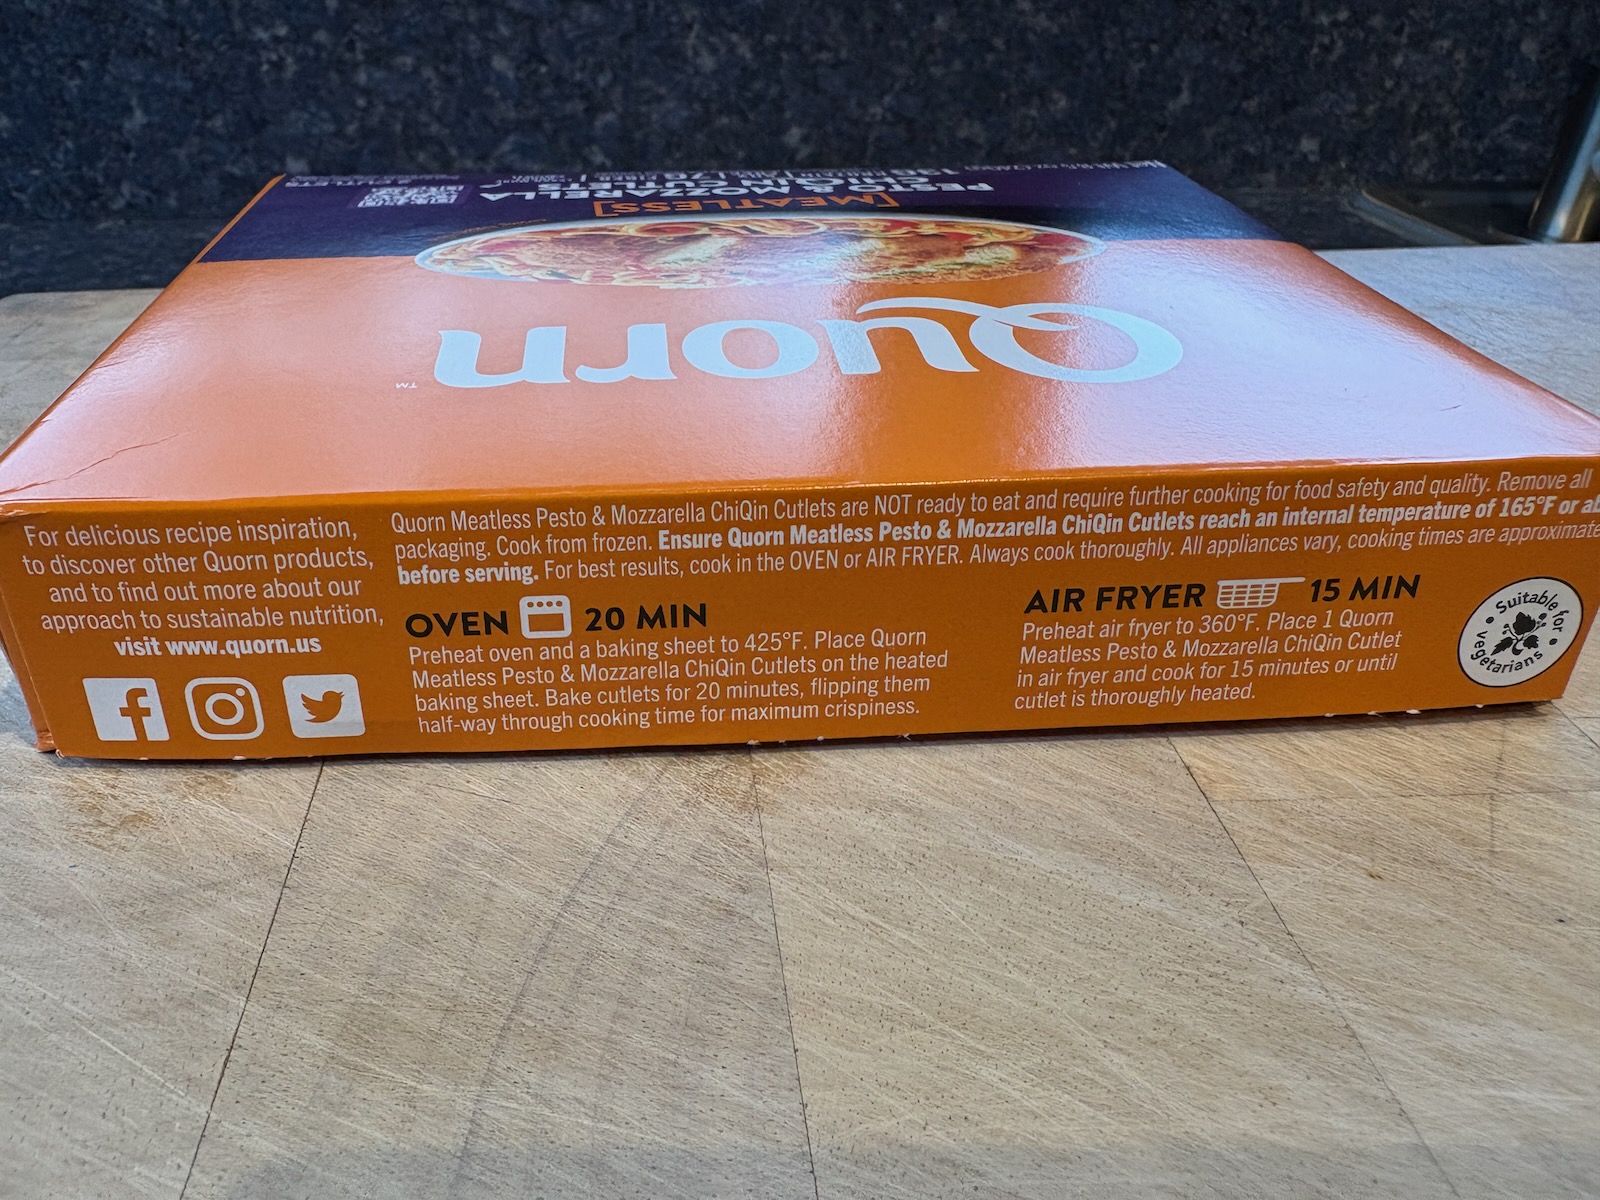 [MEATLESS]
PESTO & MOZZARELLA
CHIQIN CUTLETS
Quorn™
For delicious recipe inspiration,
to discover other Quorn products,
and to find out more about our
approach to sustainable nutrition,
visit www.quorn.us
Quorn Meatless Pesto & Mozzarella ChiQin Cutlets are NOT ready to eat and require further cooking for food safety and quality. Remove all
packaging. Cook from frozen. Ensure Quorn Meatless Pesto & Mozzarella ChiQin Cutlets reach an internal temperature of 165°F or
before serving. For best results, cook in the OVEN or AIR FRYER. Always cook thoroughly. All appliances vary, cooking times are approximate
OVEN 20 MIN
Preheat oven and a baking sheet to 425°F. Place Quorn
Meatless Pesto & Mozzarella ChiQin Cutlets on the heated
baking sheet. Bake cutlets for 20 minutes, flipping them
half-way through cooking time for maximum crispiness.
AIR FRYER 15 MIN
Preheat air fryer to 360°F. Place 1 Quorn
Meatless Pesto & Mozzarella ChiQin Cutlet
in air fryer and cook for 15 minutes or until
cutlet is thoroughly heated.
Suitable for
vegetarians